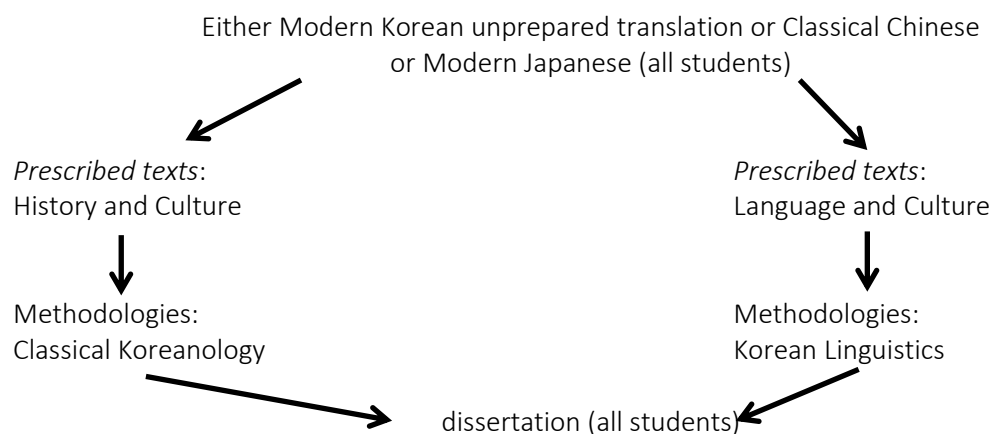 Either Modern Korean unprepared translation or Classical Chinese
or Modern Japanese (all students)
Prescribed texts:
History and Culture
Prescribed texts:
Language and Culture
Methodologies:
Classical Koreanology
Methodologies:
Korean Linguistics
dissertation (all students)